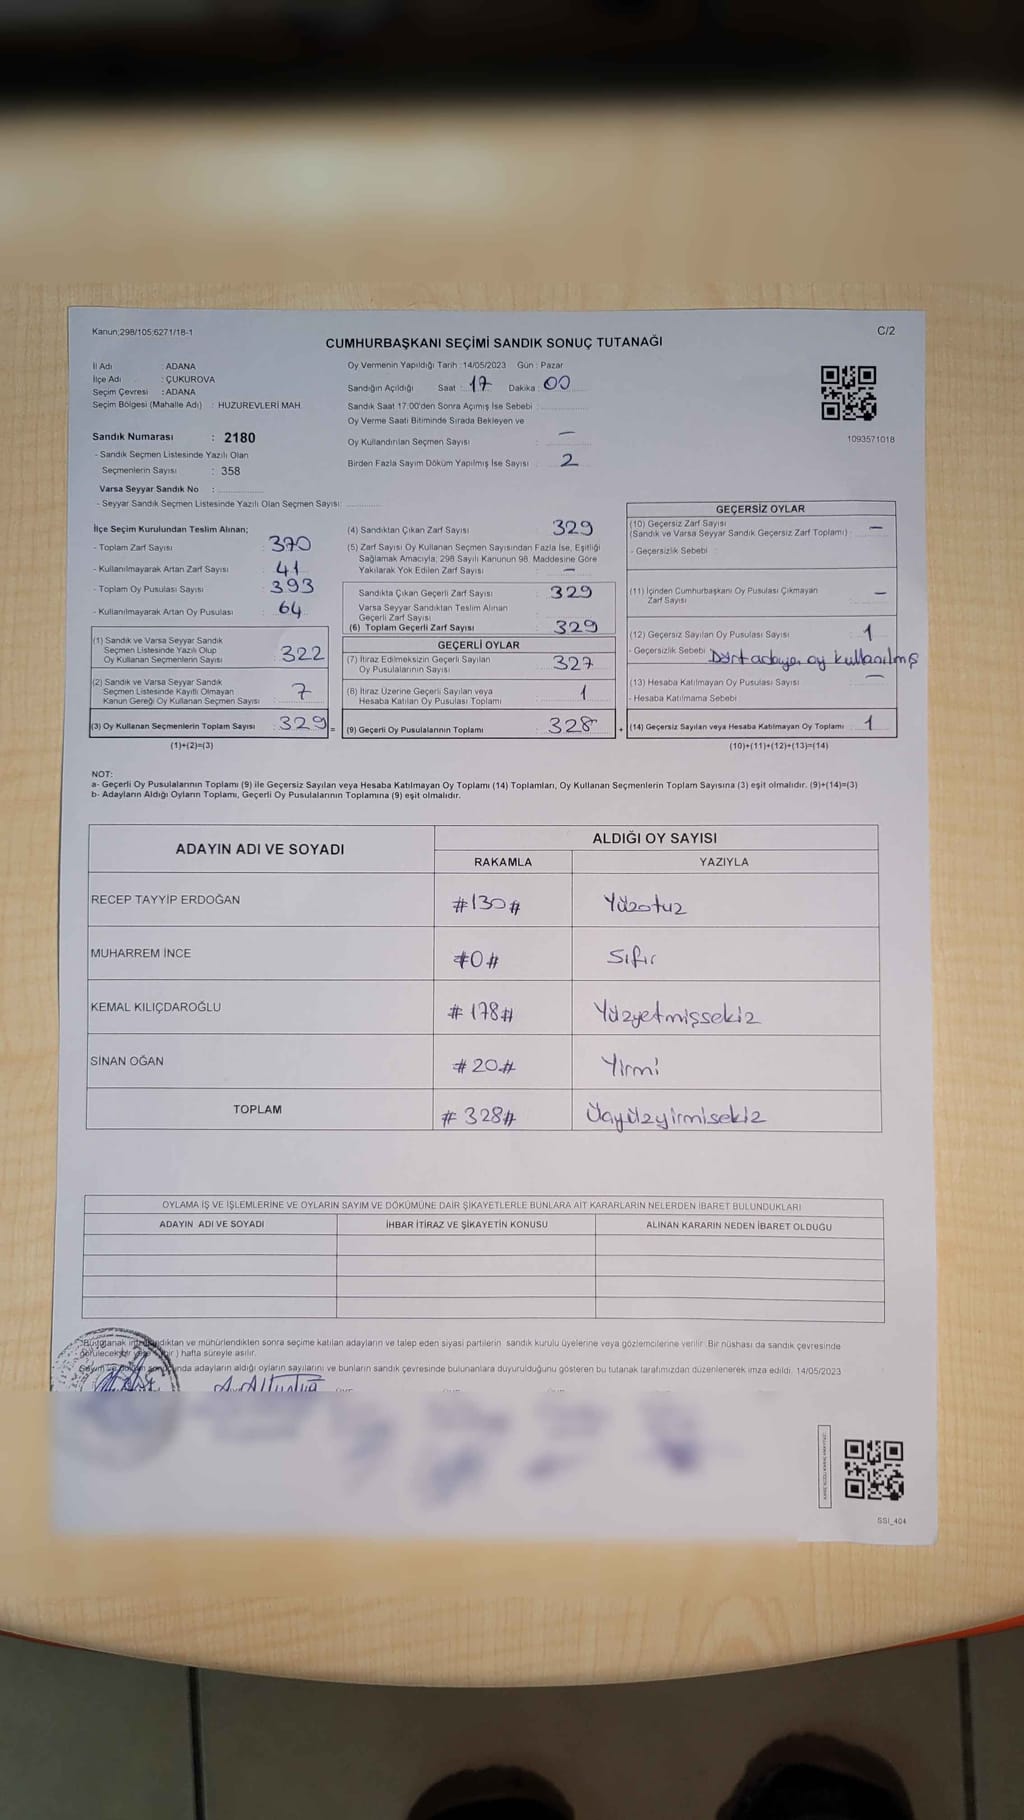 Kanun,298/105;6271/18-1
C/2
CUMHURBAŞKANI SEÇİMİ SANDIK SONUÇ TUTANAĞI
İl Adı : ADANA
İlçe Adı : ÇUKUROVA
Seçim Çevresi : ADANA
Seçim Bölgesi (Mahalle Adı) : HUZUREVLERİ MAH.
Sandık Numarası : 2180
- Sandık Seçmen Listesinde Yazılı Olan
Seçmenlerin Sayısı : 358
Varsa Seyyar Sandık No :
- Seyyar Sandık Seçmen Listesinde Yazılı Olan Seçmen Sayısı:
Oy Vermenin Yapıldığı Tarih :14/05/2023 Gün : Pazar
Sandığın Açıldığı Saat : 17 Dakika : 00
Sandık Saat 17:00'den Sonra Açımış İse Sebebi :
Oy Verme Saati Bitiminde Sırada Bekleyen ve
Oy Kullandırılan Seçmen Sayısı : —
Birden Fazla Sayım Döküm Yapılmış İse Sayısı : 2
1093571018
İlçe Seçim Kurulundan Teslim Alınan;
- Toplam Zarf Sayısı : 370
- Kullanılmayarak Artan Zarf Sayısı : 41
- Toplam Oy Pusulası Sayısı : 393
- Kullanılmayarak Artan Oy Pusulası : 64
(1) Sandık ve Varsa Seyyar Sandık
Seçmen Listesinde Yazılı Olup
Oy Kullanan Seçmenlerin Sayısı : 322
(2) Sandık ve Varsa Seyyar Sandık
Seçmen Listesinde Kayıtlı Olmayan
Kanun Gereği Oy Kullanan Seçmen Sayısı : 7
(3) Oy Kullanan Seçmenlerin Toplam Sayısı : 329 =
(1)+(2)=(3)
(4) Sandıktan Çıkan Zarf Sayısı : 329
(5) Zarf Sayısı Oy Kullanan Seçmen Sayısından Fazla İse, Eşitliği
Sağlamak Amacıyla, 298 Sayılı Kanunun 98. Maddesine Göre
Yakılarak Yok Edilen Zarf Sayısı : —
Sandıkta Çıkan Geçerli Zarf Sayısı : 329
Varsa Seyyar Sandıktan Teslim Alınan
Geçerli Zarf Sayısı :
(6) Toplam Geçerli Zarf Sayısı : 329
GEÇERLİ OYLAR
(7) İtiraz Edilmeksizin Geçerli Sayılan
Oy Pusulalarının Sayısı : 327
(8) İtiraz Üzerine Geçerli Sayılan veya
Hesaba Katılan Oy Pusulası Toplamı : 1
(9) Geçerli Oy Pusulalarının Toplamı : 328 +
GEÇERSİZ OYLAR
(10) Geçersiz Zarf Sayısı
(Sandık ve Varsa Seyyar Sandık Geçersiz Zarf Toplamı) : —
- Geçersizlik Sebebi :
(11) İçinden Cumhurbaşkanı Oy Pusulası Çıkmayan
Zarf Sayısı : —
(12) Geçersiz Sayılan Oy Pusulası Sayısı : 1
- Geçersizlik Sebebi : Dört adaya oy kullanılmış
(13) Hesaba Katılmayan Oy Pusulası Sayısı : —
- Hesaba Katılmama Sebebi :
(14) Geçersiz Sayılan veya Hesaba Katılmayan Oy Toplamı : 1
(10)+(11)+(12)+(13)=(14)
NOT:
a- Geçerli Oy Pusulalarının Toplamı (9) ile Geçersiz Sayılan veya Hesaba Katılmayan Oy Toplamı (14) Toplamları, Oy Kullanan Seçmenlerin Toplam Sayısına (3) eşit olmalıdır. (9)+(14)=(3)
b- Adayların Aldığı Oyların Toplamı, Geçerli Oy Pusulalarının Toplamına (9) eşit olmalıdır.
ADAYIN ADI VE SOYADI
ALDIĞI OY SAYISI
RAKAMLA YAZIYLA
RECEP TAYYİP ERDOĞAN #130# Yüzotuz
MUHARREM İNCE #0# Sıfır
KEMAL KILIÇDAROĞLU #178# Yüzyetmişsekiz
SİNAN OĞAN #20# Yirmi
TOPLAM #328# Üçyüzyirmisekiz
OYLAMA İŞ VE İŞLEMLERİNE VE OYLARIN SAYIM VE DÖKÜMÜNE DAİR ŞİKAYETLERLE BUNLARA AİT KARARLARIN NELERDEN İBARET BULUNDUKLARI
ADAYIN ADI VE SOYADI İHBAR İTİRAZ VE ŞİKAYETİN KONUSU ALINAN KARARIN NEDEN İBARET OLDUĞU
Bu tutanak ve mühürlendikten sonra seçime katılan adayların ve talep eden siyasi partilerin sandık kurulu üyelerine veya gözlemcilerine verilir. Bir nüshası da sandık çevresinde
hafta süreyle asılır.
adayların aldığı oyların sayılarını ve bunların sandık çevresinde bulunanlara duyurulduğunu gösteren bu tutanak tarafımızdan düzenlenerek imza edildi. 14/05/2023
SSI_404